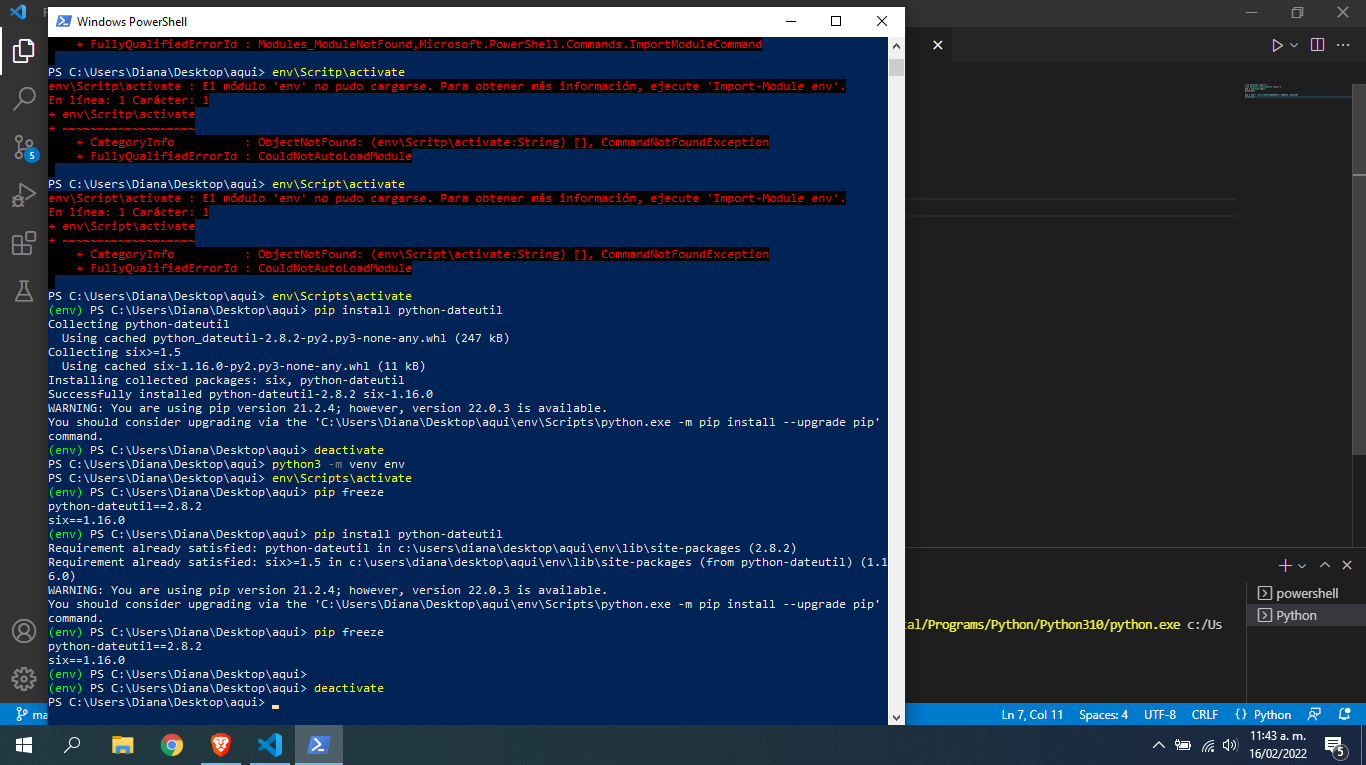 Windows PowerShell
+ FullyQualifiedErrorId : Modules_ModuleNotFound,Microsoft.PowerShell.Commands.ImportModuleCommand
PS C:\Users\Diana\Desktop\aqui> env\Scritp\activate
env\Scritp\activate : El módulo 'env' no pudo cargarse. Para obtener más información, ejecute 'Import-Module env'.
En línea: 1 Carácter: 1
+ env\Scritp\activate
+ ~~~~~~~~~~~~~~~~~~~
+ CategoryInfo          : ObjectNotFound: (env\Scritp\activate:String) [], CommandNotFoundException
+ FullyQualifiedErrorId : CouldNotAutoLoadModule
PS C:\Users\Diana\Desktop\aqui> env\Script\activate
env\Script\activate : El módulo 'env' no pudo cargarse. Para obtener más información, ejecute 'Import-Module env'.
En línea: 1 Carácter: 1
+ env\Script\activate
+ ~~~~~~~~~~~~~~~~~~~
+ CategoryInfo          : ObjectNotFound: (env\Script\activate:String) [], CommandNotFoundException
+ FullyQualifiedErrorId : CouldNotAutoLoadModule
PS C:\Users\Diana\Desktop\aqui> env\Scripts\activate
(env) PS C:\Users\Diana\Desktop\aqui> pip install python-dateutil
Collecting python-dateutil
Using cached python_dateutil-2.8.2-py2.py3-none-any.whl (247 kB)
Collecting six>=1.5
Using cached six-1.16.0-py2.py3-none-any.whl (11 kB)
Installing collected packages: six, python-dateutil
Successfully installed python-dateutil-2.8.2 six-1.16.0
WARNING: You are using pip version 21.2.4; however, version 22.0.3 is available.
You should consider upgrading via the 'C:\Users\Diana\Desktop\aqui\env\Scripts\python.exe -m pip install --upgrade pip'
command.
(env) PS C:\Users\Diana\Desktop\aqui> deactivate
PS C:\Users\Diana\Desktop\aqui> python3 -m venv env
PS C:\Users\Diana\Desktop\aqui> env\Scripts\activate
(env) PS C:\Users\Diana\Desktop\aqui> pip freeze
python-dateutil==2.8.2
six==1.16.0
(env) PS C:\Users\Diana\Desktop\aqui> pip install python-dateutil
Requirement already satisfied: python-dateutil in c:\users\diana\desktop\aqui\env\lib\site-packages (2.8.2)
Requirement already satisfied: six>=1.5 in c:\users\diana\desktop\aqui\env\lib\site-packages (from python-dateutil) (1.1
6.0)
WARNING: You are using pip version 21.2.4; however, version 22.0.3 is available.
You should consider upgrading via the 'C:\Users\Diana\Desktop\aqui\env\Scripts\python.exe -m pip install --upgrade pip'
command.
(env) PS C:\Users\Diana\Desktop\aqui> pip freeze
python-dateutil==2.8.2
six==1.16.0
(env) PS C:\Users\Diana\Desktop\aqui>
(env) PS C:\Users\Diana\Desktop\aqui> deactivate
PS C:\Users\Diana\Desktop\aqui>
5
powershell
Python
cal/Programs/Python/Python310/python.exe c:/Us
ma
Ln 7, Col 11
Spaces: 4
UTF-8
CRLF
{} Python
11:43 a. m.
16/02/2022
5